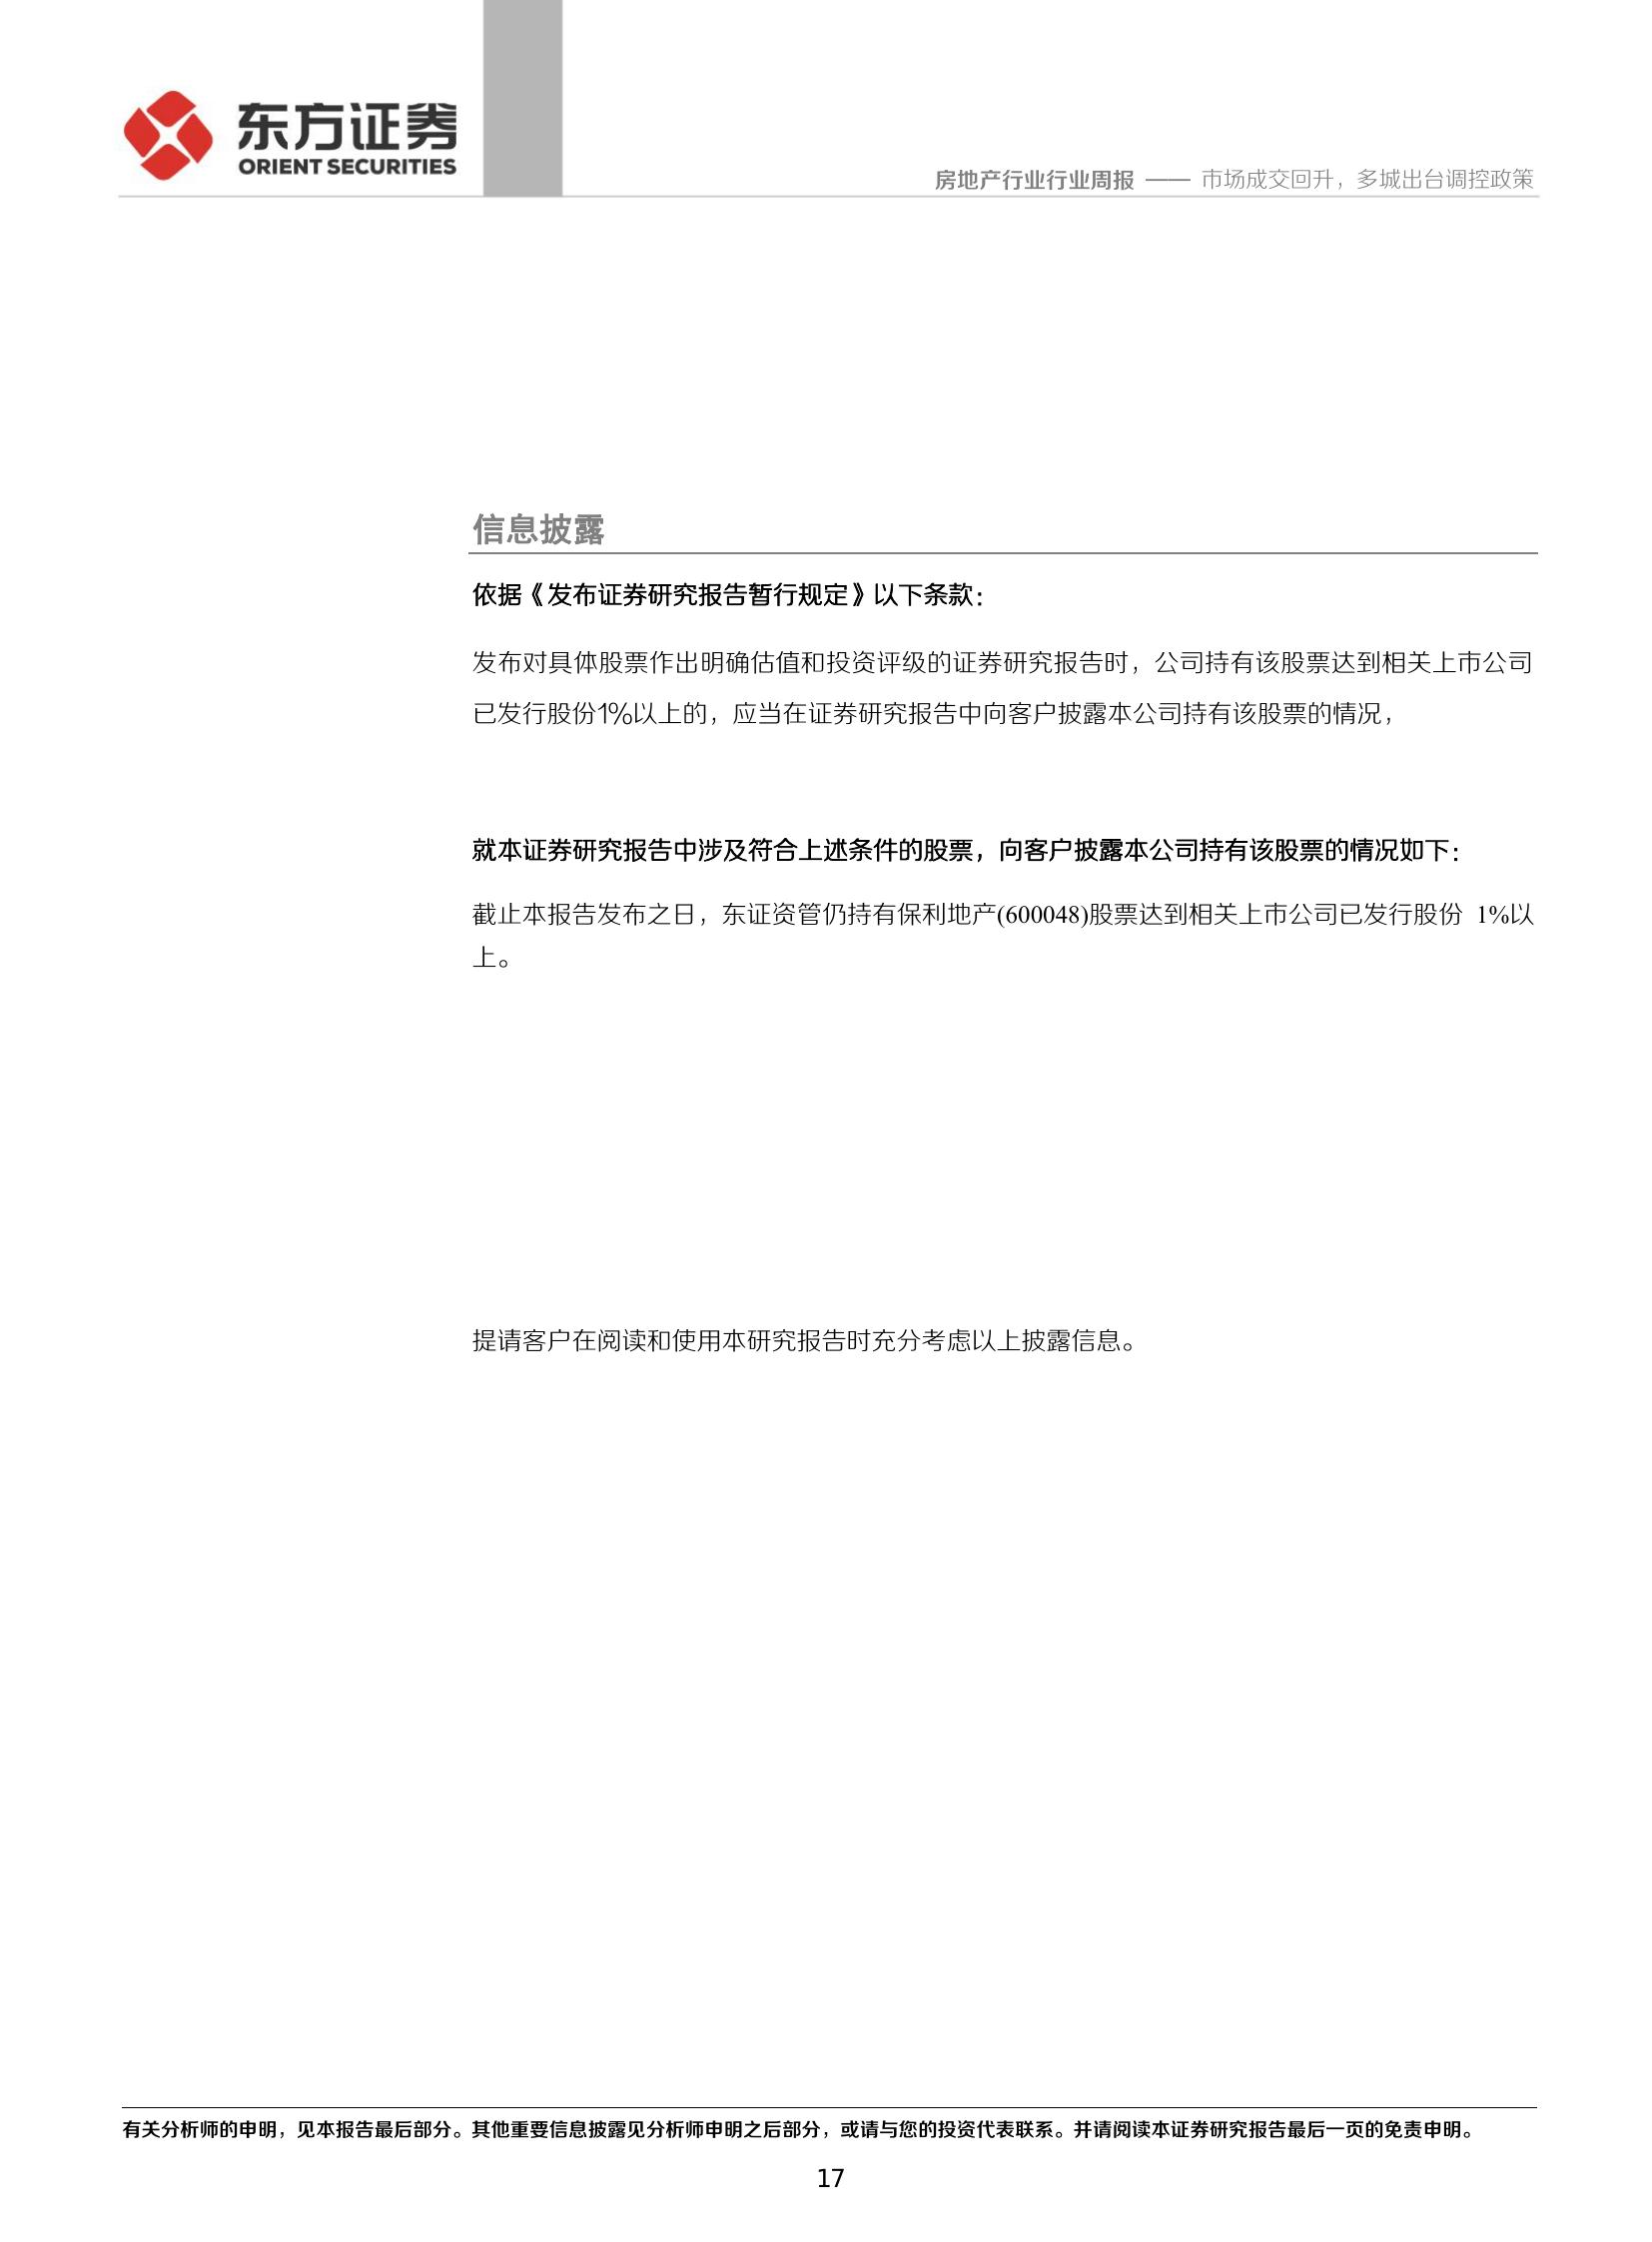 东方证券
ORIENT SECURITIES
房地产行业行业周报 —— 市场成交回升，多城出台调控政策
信息披露
依据《发布证券研究报告暂行规定》以下条款：
发布对具体股票作出明确估值和投资评级的证券研究报告时，公司持有该股票达到相关上市公司
已发行股份1%以上的，应当在证券研究报告中向客户披露本公司持有该股票的情况，
就本证券研究报告中涉及符合上述条件的股票，向客户披露本公司持有该股票的情况如下：
截止本报告发布之日，东证资管仍持有保利地产(600048)股票达到相关上市公司已发行股份 1%以
上。
提请客户在阅读和使用本研究报告时充分考虑以上披露信息。
有关分析师的申明，见本报告最后部分。其他重要信息披露见分析师申明之后部分，或请与您的投资代表联系。并请阅读本证券研究报告最后一页的免责申明。
17